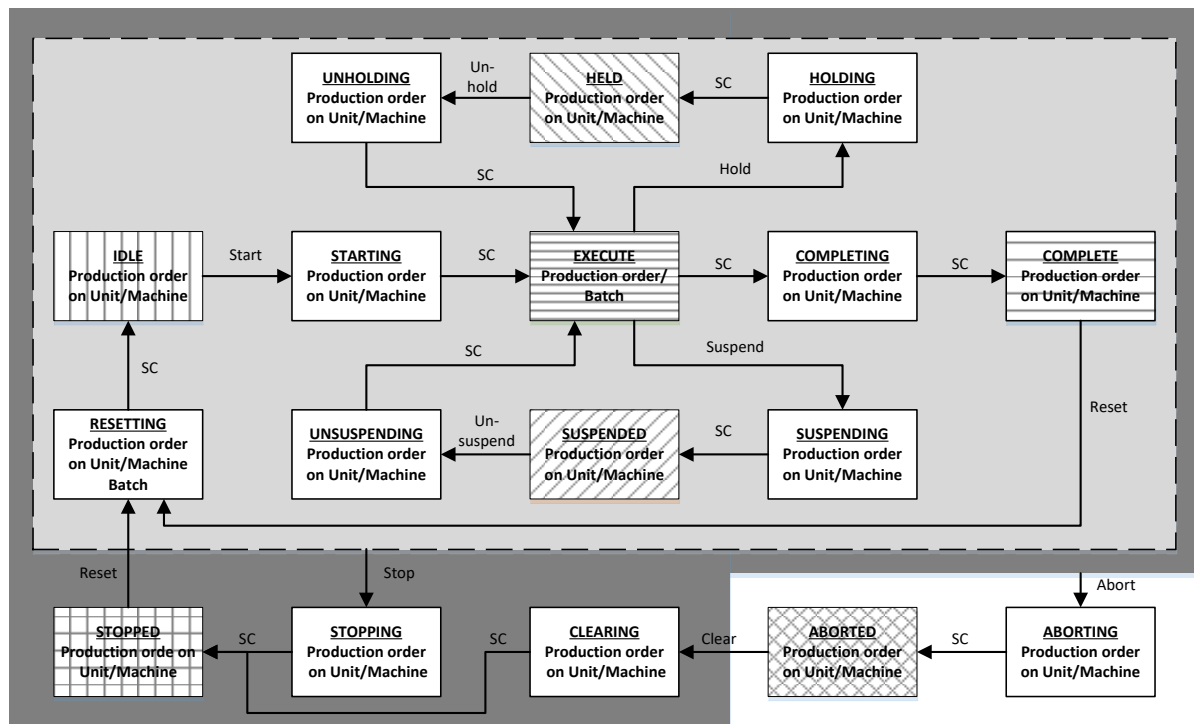 UNHOLDING
Production order
on Unit/Machine
Un-
hold
HELD
Production order
on Unit/Machine
SC
HOLDING
Production order
on Unit/Machine
SC
Hold
IDLE
Production order
on Unit/Machine
Start
STARTING
Production order
on Unit/Machine
SC
EXECUTE
Production order/
Batch
SC
COMPLETING
Production order
on Unit/Machine
SC
COMPLETE
Production order
on Unit/Machine
SC
SC
Suspend
Reset
RESETTING
Production order
on Unit/Machine
Batch
UNSUSPENDING
Production order
on Unit/Machine
Un-
suspend
SUSPENDED
Production order
on Unit/Machine
SC
SUSPENDING
Production order
on Unit/Machine
Reset
Stop
Abort
STOPPED
Production orde on
Unit/Machine
SC
STOPPING
Production order
on Unit/Machine
SC
CLEARING
Production order
on Unit/Machine
Clear
ABORTED
Production order
on Unit/Machine
SC
ABORTING
Production order
on Unit/Machine